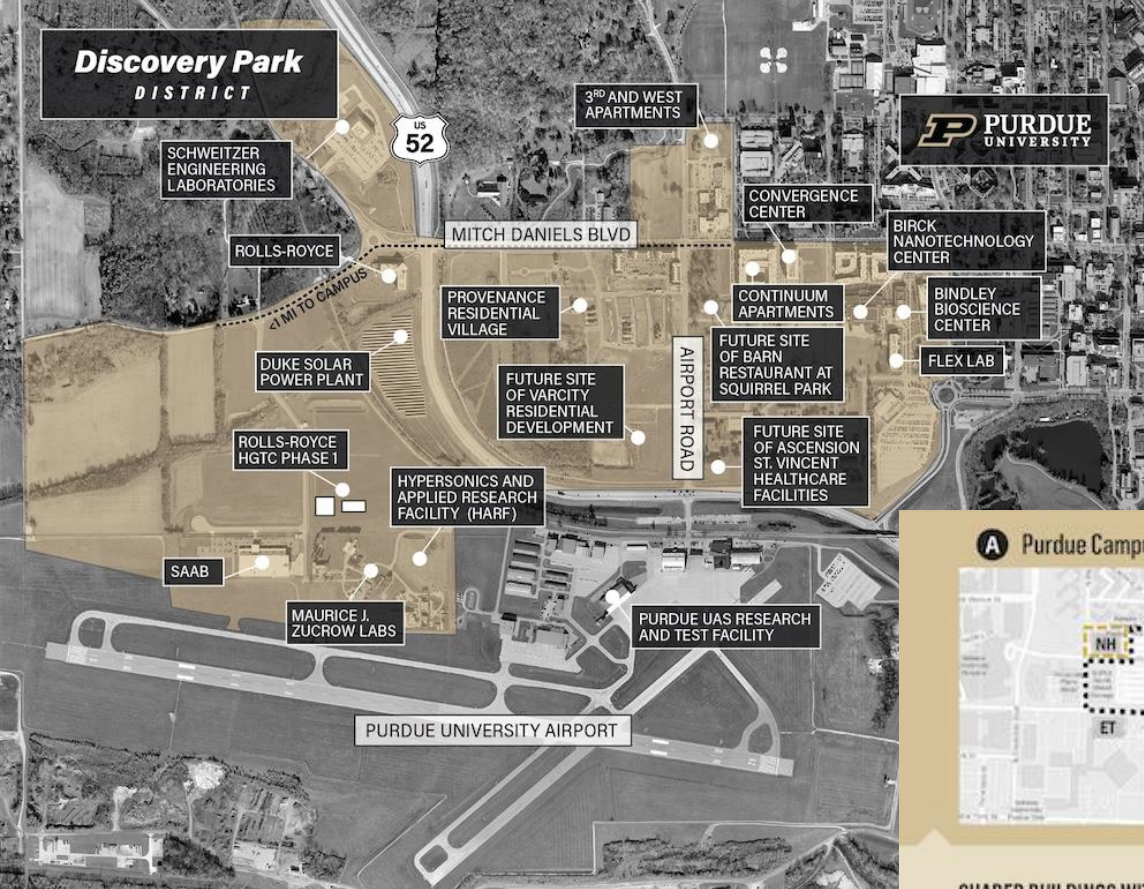 Discovery Park
DISTRICT
3RD AND WEST
APARTMENTS
US
52
PURDUE
UNIVERSITY
SCHWEITZER
ENGINEERING
LABORATORIES
CONVERGENCE
CENTER
MITCH DANIELS BLVD
BIRCK
NANOTECHNOLOGY
CENTER
ROLLS-ROYCE
<1 MI TO CAMPUS
PROVENANCE
RESIDENTIAL
VILLAGE
CONTINUUM
APARTMENTS
BINDLEY
BIOSCIENCE
CENTER
DUKE SOLAR
POWER PLANT
FUTURE SITE
OF BARN
RESTAURANT AT
SQUIRREL PARK
FLEX LAB
AIRPORT ROAD
FUTURE SITE
OF VARCITY
RESIDENTIAL
DEVELOPMENT
ROLLS-ROYCE
HGTC PHASE 1
FUTURE SITE
OF ASCENSION
ST. VINCENT
HEALTHCARE
FACILITIES
HYPERSONICS AND
APPLIED RESEARCH
FACILITY (HARF)
SAAB
MAURICE J.
ZUCROW LABS
PURDUE UAS RESEARCH
AND TEST FACILITY
PURDUE UNIVERSITY AIRPORT
A Purdue Campu
NH
ET